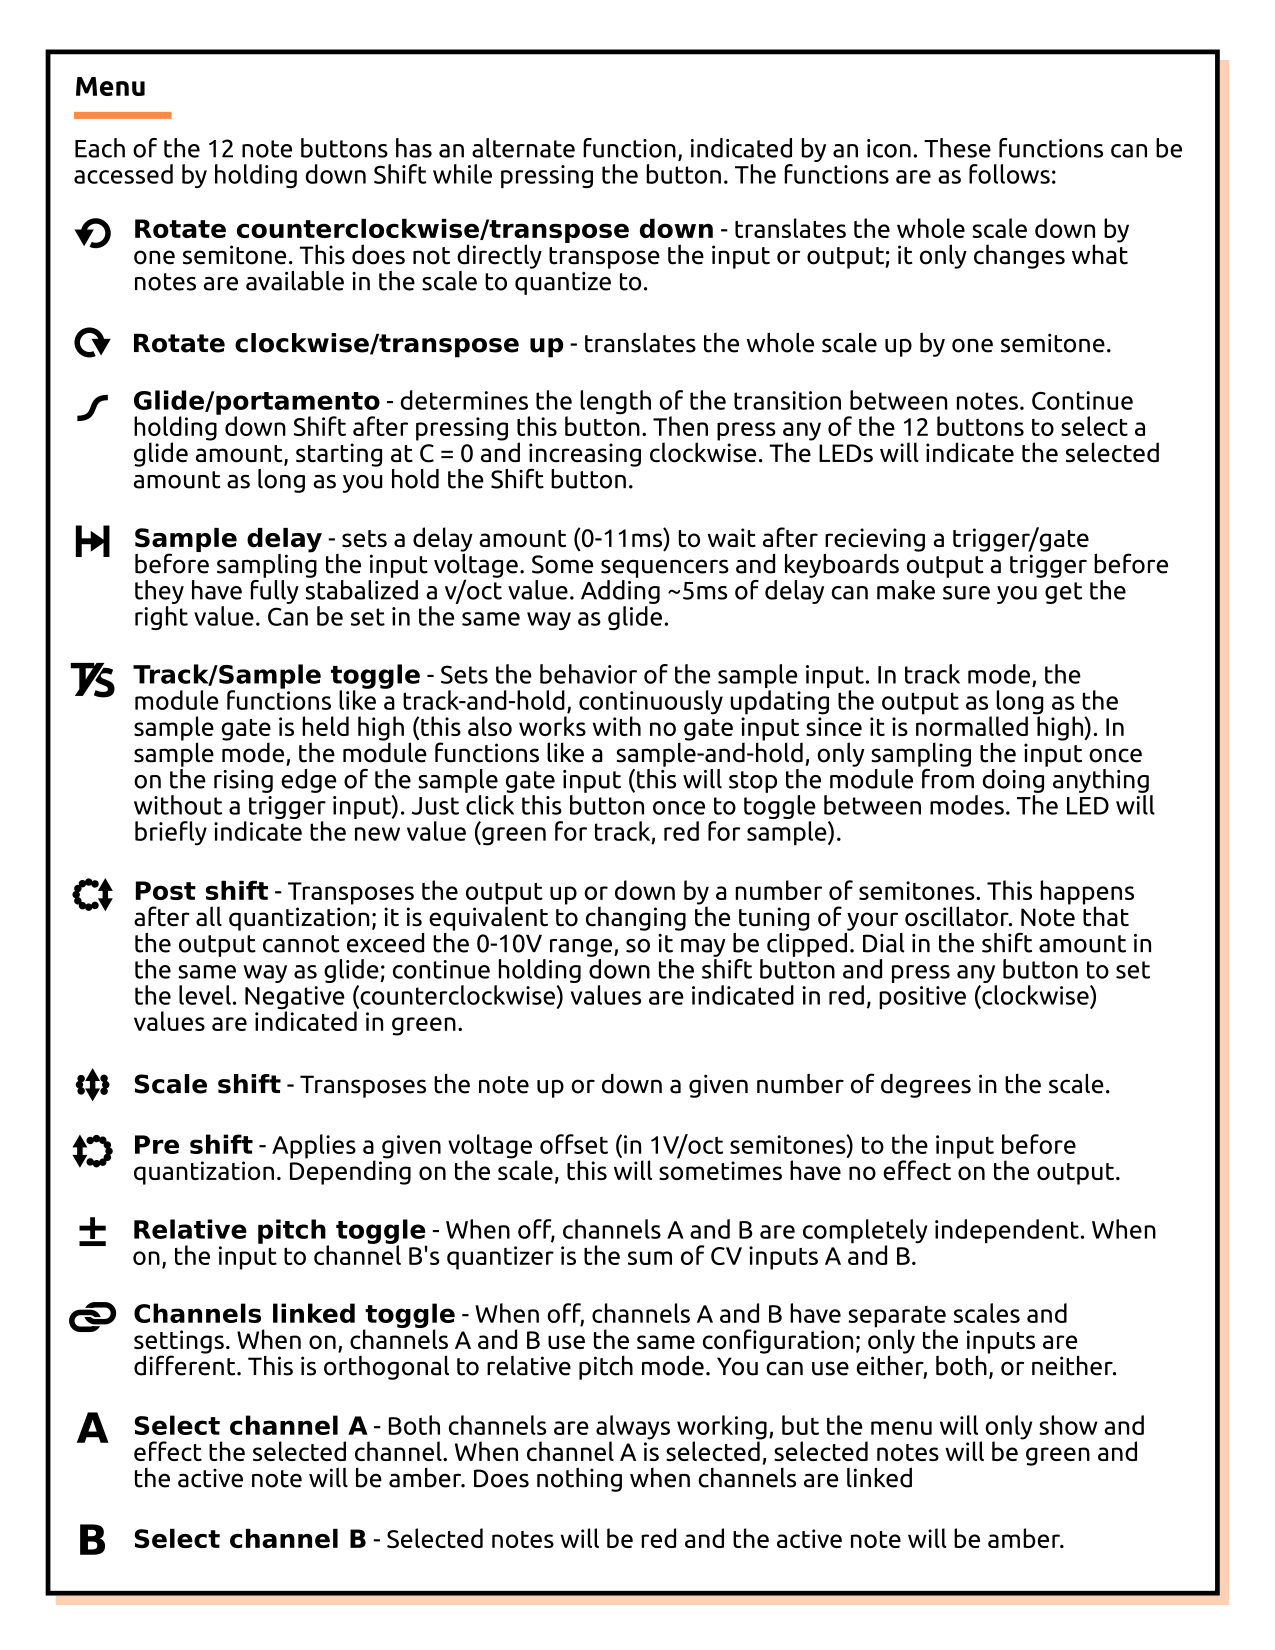 Menu
Each of the 12 note buttons has an alternate function, indicated by an icon. These functions can be
accessed by holding down Shift while pressing the button. The functions are as follows:
Rotate counterclockwise/transpose down - translates the whole scale down by
one semitone. This does not directly transpose the input or output; it only changes what
notes are available in the scale to quantize to.
Rotate clockwise/transpose up - translates the whole scale up by one semitone.
Glide/portamento - determines the length of the transition between notes. Continue
holding down Shift after pressing this button. Then press any of the 12 buttons to select a
glide amount, starting at C = 0 and increasing clockwise. The LEDs will indicate the selected
amount as long as you hold the Shift button.
Sample delay - sets a delay amount (0-11ms) to wait after recieving a trigger/gate
before sampling the input voltage. Some sequencers and keyboards output a trigger before
they have fully stabalized a v/oct value. Adding ~5ms of delay can make sure you get the
right value. Can be set in the same way as glide.
T/S Track/Sample toggle - Sets the behavior of the sample input. In track mode, the
module functions like a track-and-hold, continuously updating the output as long as the
sample gate is held high (this also works with no gate input since it is normalled high). In
sample mode, the module functions like a  sample-and-hold, only sampling the input once
on the rising edge of the sample gate input (this will stop the module from doing anything
without a trigger input). Just click this button once to toggle between modes. The LED will
briefly indicate the new value (green for track, red for sample).
Post shift - Transposes the output up or down by a number of semitones. This happens
after all quantization; it is equivalent to changing the tuning of your oscillator. Note that
the output cannot exceed the 0-10V range, so it may be clipped. Dial in the shift amount in
the same way as glide; continue holding down the shift button and press any button to set
the level. Negative (counterclockwise) values are indicated in red, positive (clockwise)
values are indicated in green.
Scale shift - Transposes the note up or down a given number of degrees in the scale.
Pre shift - Applies a given voltage offset (in 1V/oct semitones) to the input before
quantization. Depending on the scale, this will sometimes have no effect on the output.
± Relative pitch toggle - When off, channels A and B are completely independent. When
on, the input to channel B's quantizer is the sum of CV inputs A and B.
Channels linked toggle - When off, channels A and B have separate scales and
settings. When on, channels A and B use the same configuration; only the inputs are
different. This is orthogonal to relative pitch mode. You can use either, both, or neither.
A Select channel A - Both channels are always working, but the menu will only show and
effect the selected channel. When channel A is selected, selected notes will be green and
the active note will be amber. Does nothing when channels are linked
B Select channel B - Selected notes will be red and the active note will be amber.